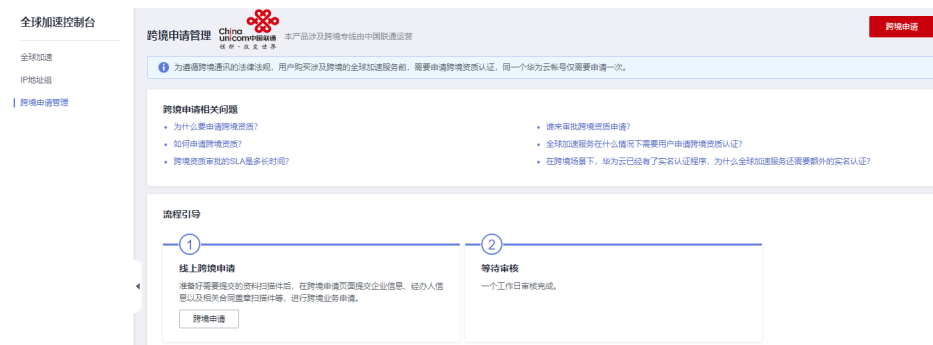 全球加速控制台
全球加速
IP地址组
跨境申请管理
跨境申请管理
China unicom中国联通
创新·改变世界
本产品涉及跨境专线由中国联通运营
跨境申请
为遵循跨境通讯的法律法规，用户购买涉及跨境的全球加速服务前，需要申请跨境资质认证，同一个华为云帐号仅需要申请一次。
跨境申请相关问题
为什么要申请跨境资质?
谁来审批跨境资质申请?
如何申请跨境资质?
全球加速服务在什么情况下需要用户申请跨境资质认证?
跨境资质审批的SLA是多长时间?
在跨境场景下，华为云已经有了实名认证程序，为什么全球加速服务还需要额外的实名认证?
流程引导
1
2
线上跨境申请
等待审核
准备好需要提交的资料扫描件后，在跨境申请页面提交企业信息、经办人信
息以及相关合同盖章扫描件等，进行跨境业务申请。
一个工作日审核完成。
跨境申请